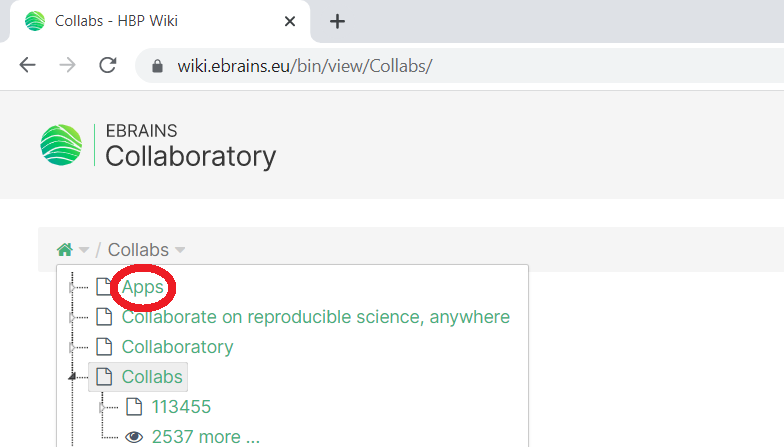 Collabs - HBP Wiki
wiki.ebrains.eu/bin/view/Collabs/
EBRAINS
Collaboratory
/ Collabs
Apps
Collaborate on reproducible science, anywhere
Collaboratory
Collabs
113455
2537 more ...